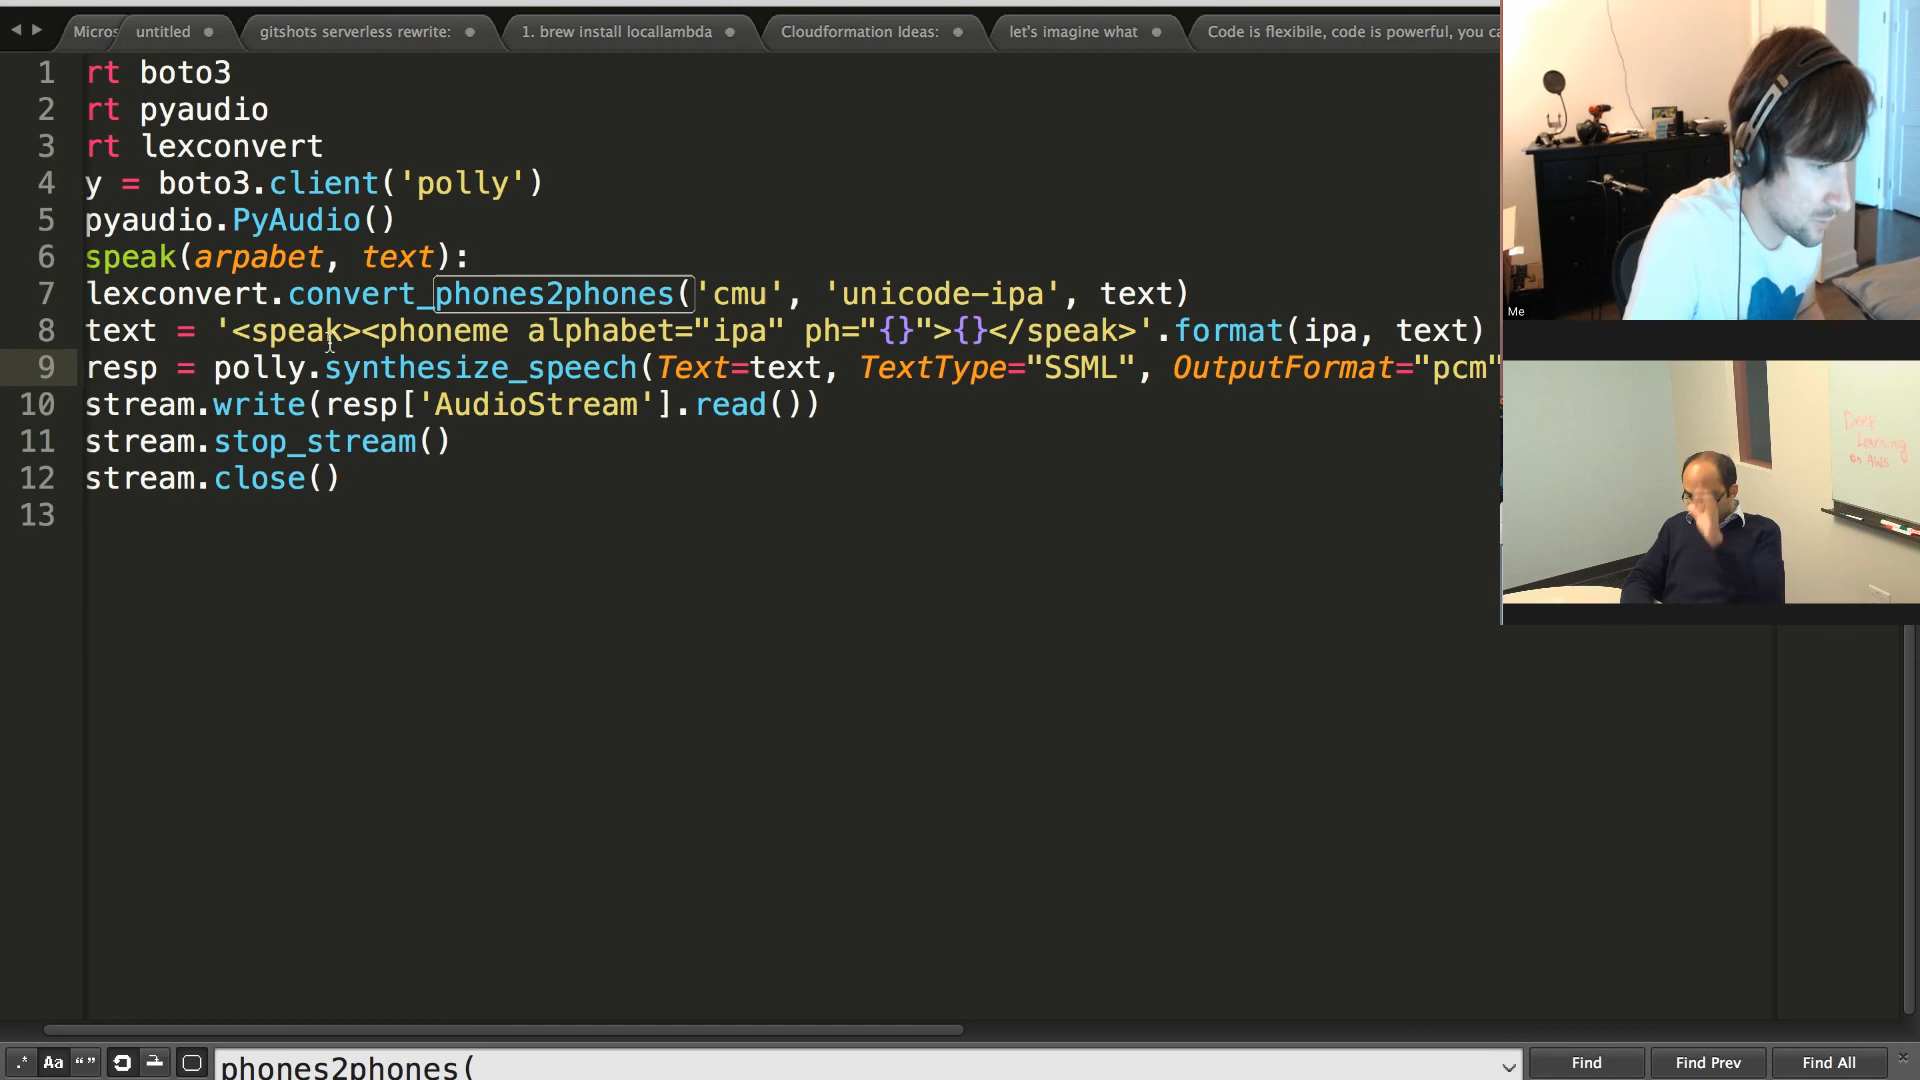 Micros
untitled
gitshots serverless rewrite:
1. brew install locallambda
Cloudformation Ideas:
let's imagine what
Code is flexibile, code is powerful, you ca
1 rt boto3
2 rt pyaudio
3 rt lexconvert
4 y = boto3.client('polly')
5 pyaudio.PyAudio()
6 speak(arpabet, text):
7 lexconvert.convert_phones2phones('cmu', 'unicode-ipa', text)
8 text = '<speak><phoneme alphabet="ipa" ph="{}">{}</speak>'.format(ipa, text)
9 resp = polly.synthesize_speech(Text=text, TextType="SSML", OutputFormat="pcm"
10 stream.write(resp['AudioStream'].read())
11 stream.stop_stream()
12 stream.close()
13
Me
Deep
Learning
on AWS
.* Aa “ ”
phones2phones(
Find
Find Prev
Find All